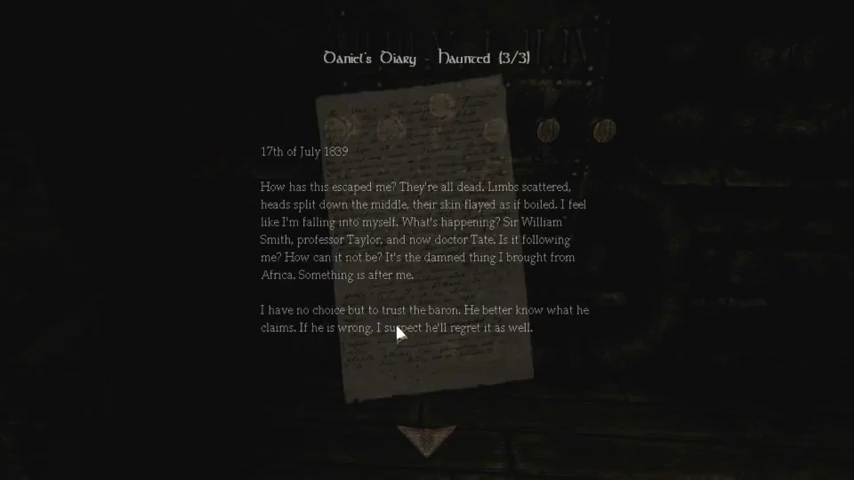 Daniel's Diary - Haunted (3/3)
17th of July 1839
How has this escaped me? They're all dead. Limbs scattered,
heads split down the middle, their skin flayed as if boiled. I feel
like I'm falling into myself. What's happening? Sir William
Smith, professor Taylor, and now doctor Tate. Is it following
me? How can it not be? It's the damned thing I brought from
Africa. Something is after me.
I have no choice but to trust the baron. He better know what he
claims. If he is wrong, I suspect he'll regret it as well.